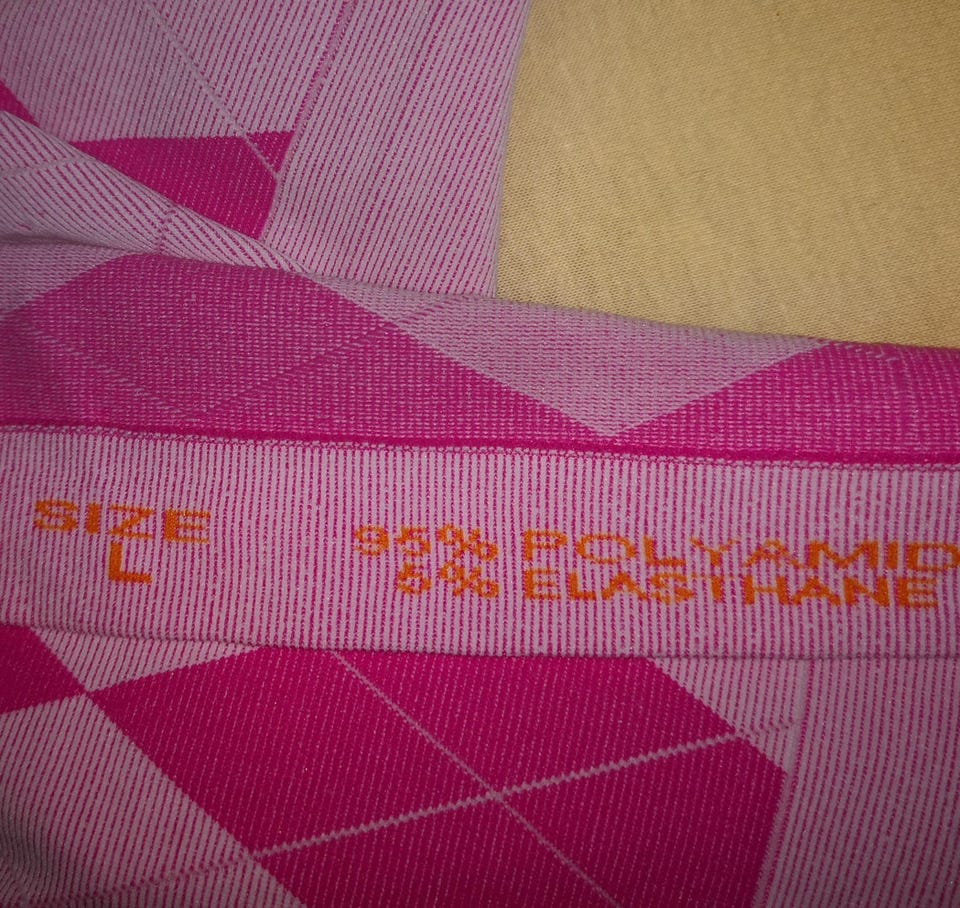 SIZE
L
95% POLYAMID
5% ELASTHANE